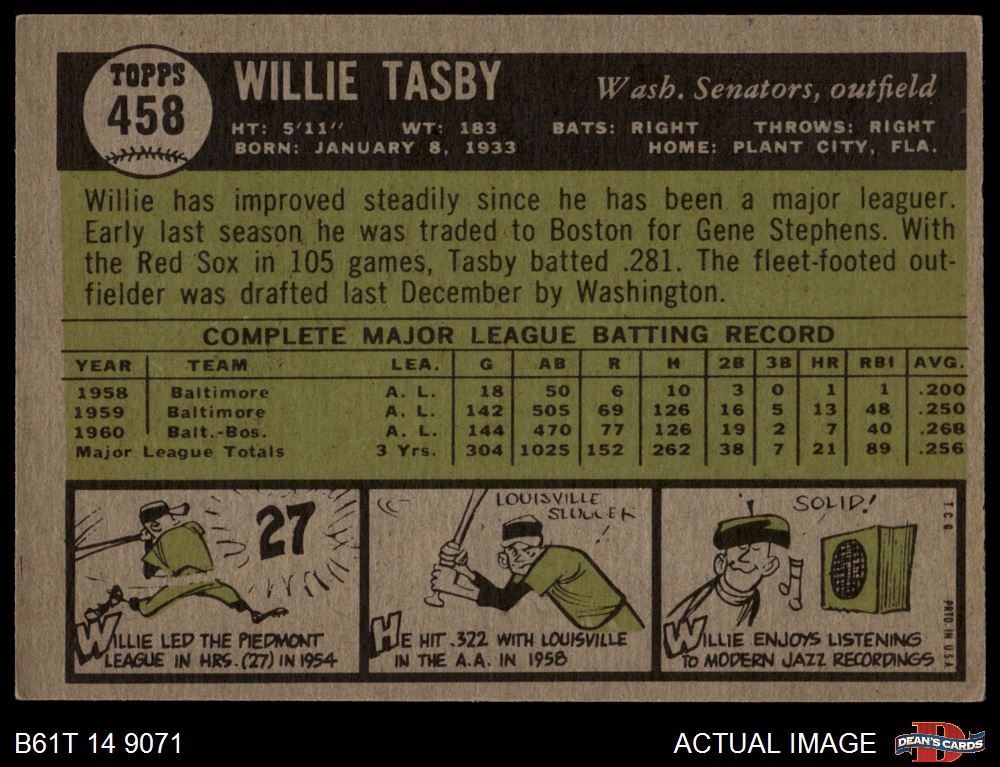 TOPPS
458
WILLIE TASBY
Wash. Senators, outfield
HT: 5'11" WT: 183 BATS: RIGHT THROWS: RIGHT
BORN: JANUARY 8, 1933 HOME: PLANT CITY, FLA.
Willie has improved steadily since he has been a major leaguer.
Early last season he was traded to Boston for Gene Stephens. With
the Red Sox in 105 games, Tasby batted .281. The fleet-footed out-
fielder was drafted last December by Washington.
COMPLETE MAJOR LEAGUE BATTING RECORD
YEAR TEAM LEA. G AB R H 2B 3B HR RBI AVG.
1958 Baltimore A. L. 18 50 6 10 3 0 1 1 .200
1959 Baltimore A. L. 142 505 69 126 16 5 13 48 .250
1960 Balt.-Bos. A. L. 144 470 77 126 19 2 7 40 .268
Major League Totals 3 Yrs. 304 1025 152 262 38 7 21 89 .256
27
WILLIE LED THE PIEDMONT
LEAGUE IN HRS. (27) IN 1954
LOUISVILLE
SLUGGER
HE HIT .322 WITH LOUISVILLE
IN THE A.A. IN 1958
SOLID!
WILLIE ENJOYS LISTENING
TO MODERN JAZZ RECORDINGS
T.C.G.
PRTD. IN U.S.A.
B61T 14 9071
ACTUAL IMAGE
D
DEAN'S CARDS